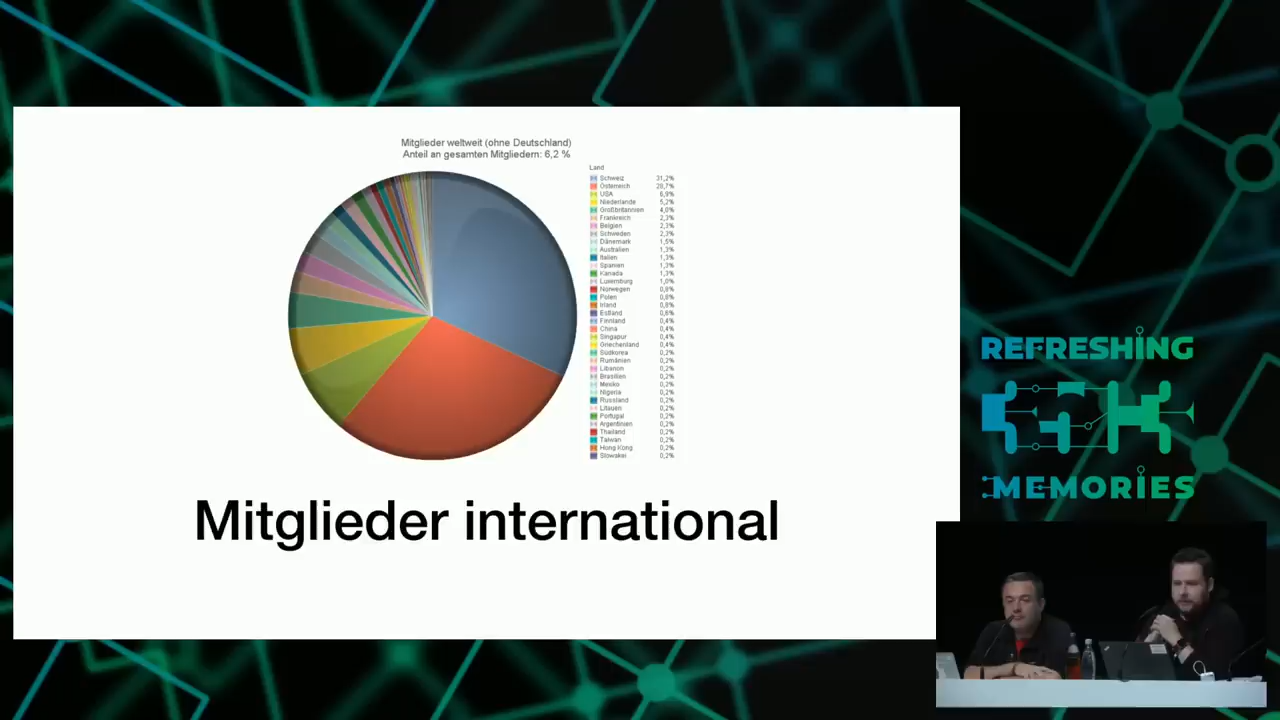 Mitglieder weltweit (ohne Deutschland)
Anteil an gesamten Mitgliedern: 6,2 %
Land
Schweiz 31,2%
Österreich 28,7%
USA 6,9%
Niederlande 5,2%
Großbritannien 4,0%
Frankreich 2,3%
Belgien 2,3%
Schweden 2,3%
Dänemark 1,5%
Australien 1,3%
Italien 1,3%
Spanien 1,3%
Kanada 1,3%
Luxemburg 1,0%
Norwegen 0,8%
Polen 0,8%
Irland 0,8%
Estland 0,6%
Finnland 0,4%
China 0,4%
Singapur 0,4%
Griechenland 0,4%
Südkorea 0,2%
Rumänien 0,2%
Libanon 0,2%
Brasilien 0,2%
Mexiko 0,2%
Nigeria 0,2%
Russland 0,2%
Litauen 0,2%
Portugal 0,2%
Argentinien 0,2%
Thailand 0,2%
Taiwan 0,2%
Hong Kong 0,2%
Slowakei 0,2%
Mitglieder international
REFRESHING
MEMORIES